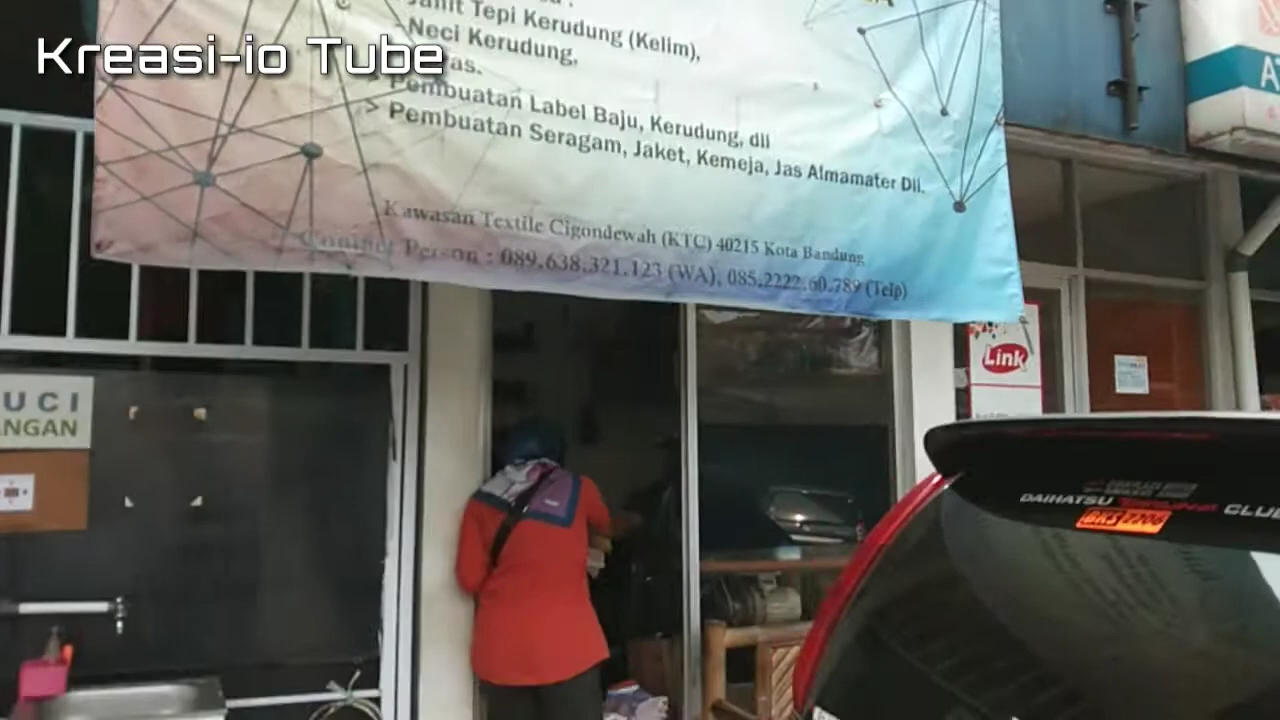 Kreasi-io Tube
Jahit Tepi Kerudung (Kelim),
Neci Kerudung,
> Pembuatan Label Baju, Kerudung, dll
> Pembuatan Seragam, Jaket, Kemeja, Jas Almamater Dll.
Kawasan Textile Cigondewah (KTC) 40215 Kota Bandung
Contact Person : 089.638.321.123 (WA), 085.2222.60.789 (Telp)
AT
Link
UCI
ANGAN
DAIHATSU CLUB